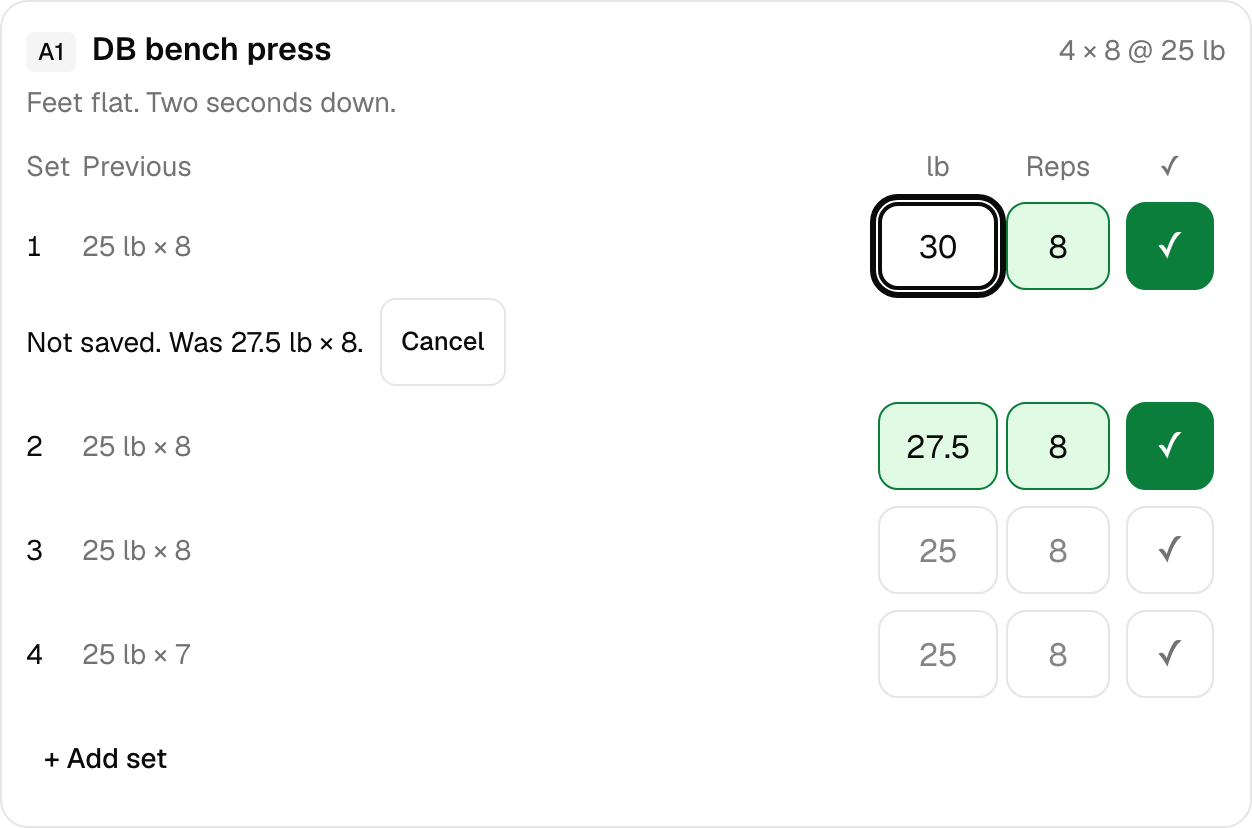 A1 DB bench press 4 × 8 @ 25 lb
Feet flat. Two seconds down.
Set Previous lb Reps ✓
1 25 lb × 8 30 8 ✓
Not saved. Was 27.5 lb × 8. Cancel
2 25 lb × 8 27.5 8 ✓
3 25 lb × 8 25 8 ✓
4 25 lb × 7 25 8 ✓
+ Add set